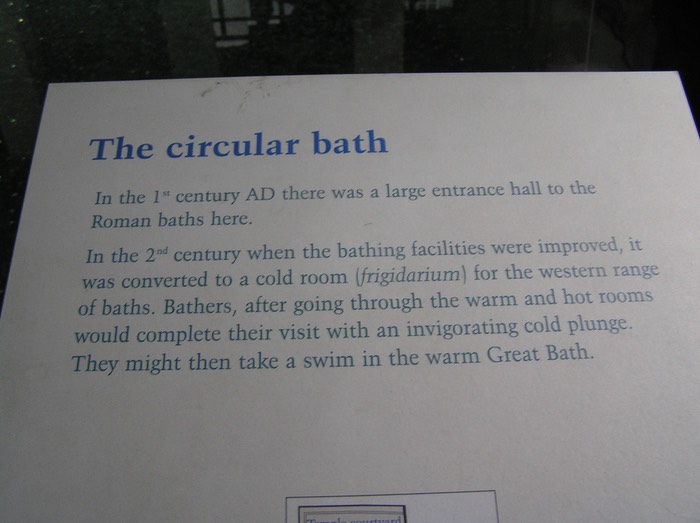 The circular bath
In the 1st century AD there was a large entrance hall to the
Roman baths here.
In the 2nd century when the bathing facilities were improved, it
was converted to a cold room (frigidarium) for the western range
of baths. Bathers, after going through the warm and hot rooms
would complete their visit with an invigorating cold plunge.
They might then take a swim in the warm Great Bath.
Temple courtyard